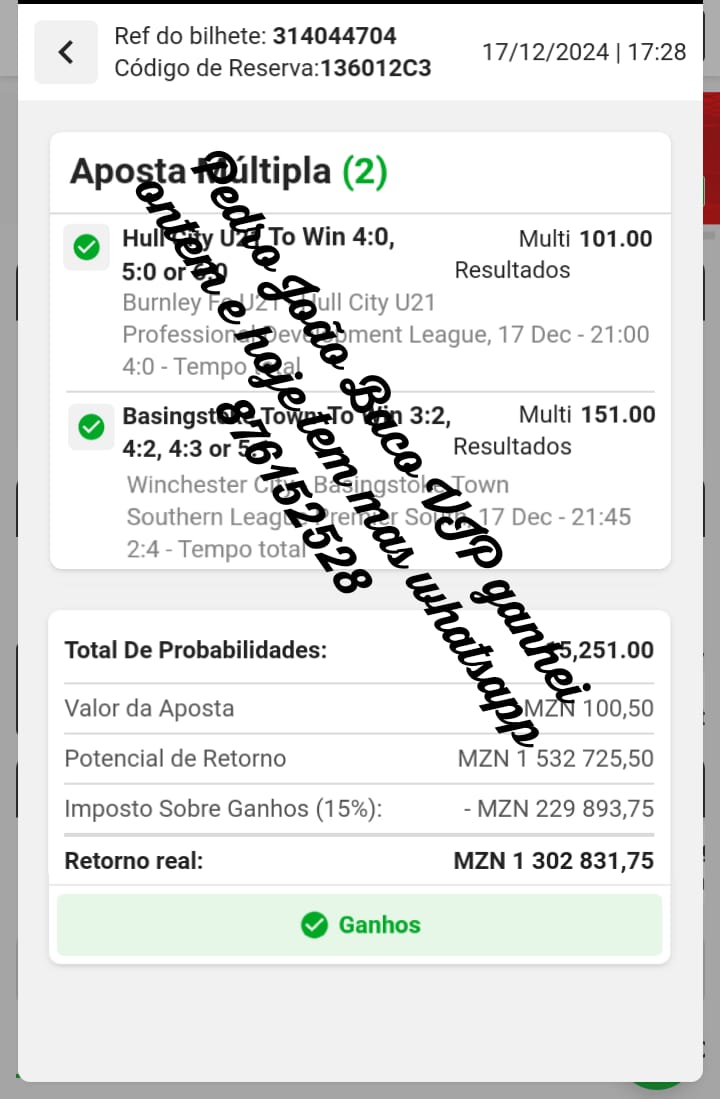 Ref do bilhete: 314044704
Código de Reserva:136012C3
17/12/2024 | 17:28
Aposta Múltipla (2)
Hull City U21 To Win 4:0,
5:0 or
Multi 101.00
Resultados
Burnley Fc U21 Hull City U21
Professional Development League, 17 Dec - 21:00
4:0 - Tempo total
Basingstoke Town To Win 3:2,
4:2, 4:3 or
Multi 151.00
Resultados
Winchester City Basingstoke Town
Southern League Premier South, 17 Dec - 21:45
2:4 - Tempo total
Pedro João Baco VIP ganhei
ontem e hoje tem mas whatsapp
876152528
Total De Probabilidades:
15,251.00
Valor da Aposta
MZN 100,50
Potencial de Retorno
MZN 1 532 725,50
Imposto Sobre Ganhos (15%):
- MZN 229 893,75
Retorno real:
MZN 1 302 831,75
Ganhos